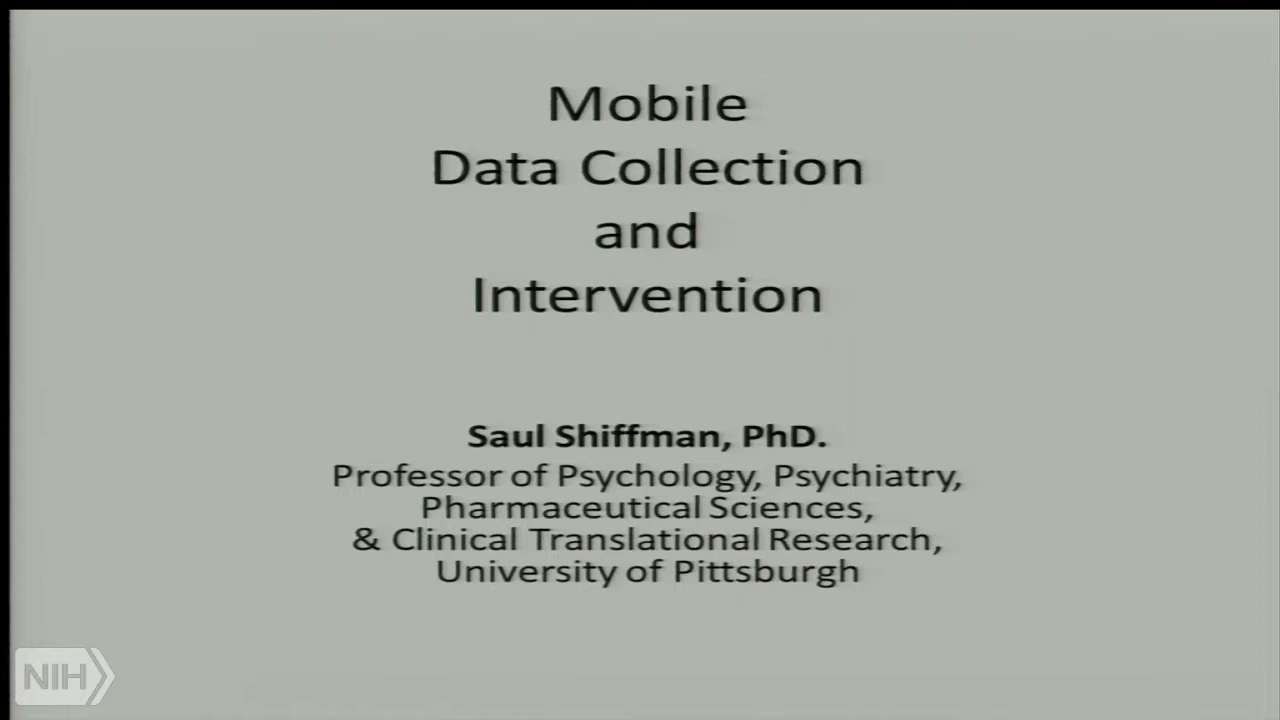 Mobile
Data Collection
and
Intervention
Saul Shiffman, PhD.
Professor of Psychology, Psychiatry,
Pharmaceutical Sciences,
& Clinical Translational Research,
University of Pittsburgh
NIH